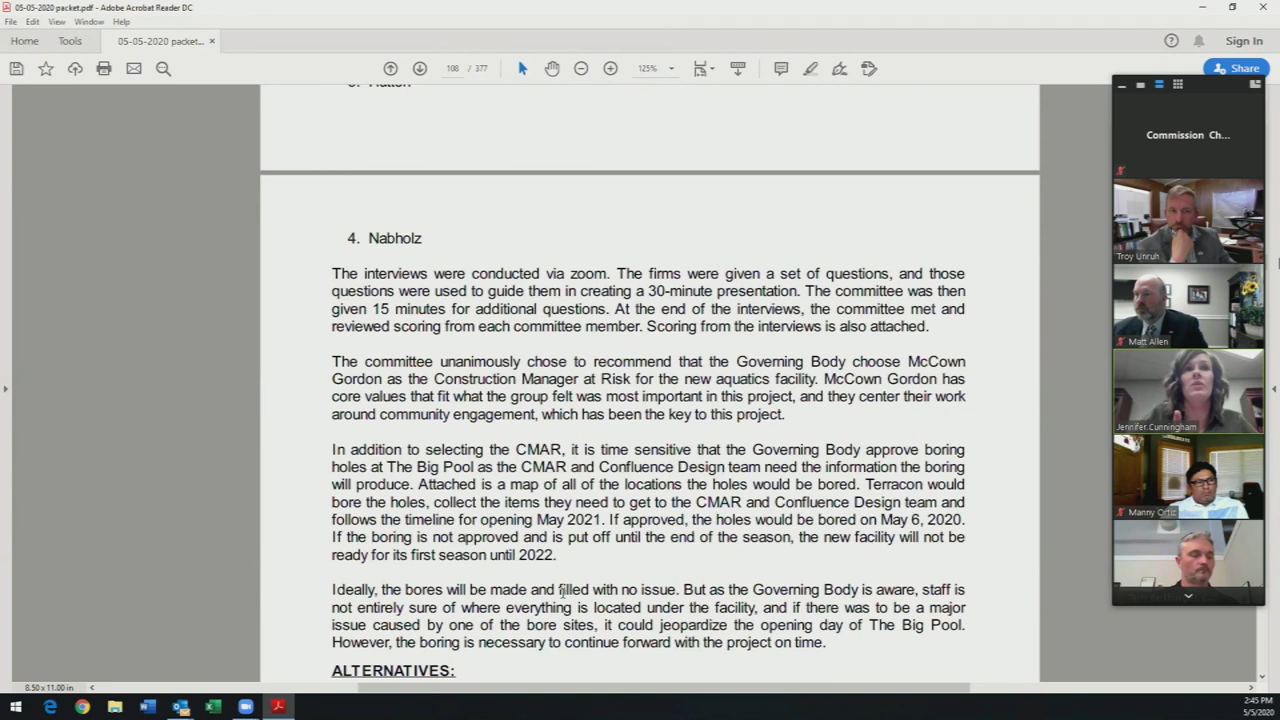 05-05-2020 packet.pdf - Adobe Acrobat Reader DC
File Edit View Window Help
Home Tools 05-05-2020 packet... ×
Sign In
108 / 377
125%
Share
Commission Ch...
Troy Unruh
Matt Allen
Jennifer.Cunningham
Manny Ortiz
4. Nabholz
The interviews were conducted via zoom. The firms were given a set of questions, and those
questions were used to guide them in creating a 30-minute presentation. The committee was then
given 15 minutes for additional questions. At the end of the interviews, the committee met and
reviewed scoring from each committee member. Scoring from the interviews is also attached.
The committee unanimously chose to recommend that the Governing Body choose McCown
Gordon as the Construction Manager at Risk for the new aquatics facility. McCown Gordon has
core values that fit what the group felt was most important in this project, and they center their work
around community engagement, which has been the key to this project.
In addition to selecting the CMAR, it is time sensitive that the Governing Body approve boring
holes at The Big Pool as the CMAR and Confluence Design team need the information the boring
will produce. Attached is a map of all of the locations the holes would be bored. Terracon would
bore the holes, collect the items they need to get to the CMAR and Confluence Design team and
follows the timeline for opening May 2021. If approved, the holes would be bored on May 6, 2020.
If the boring is not approved and is put off until the end of the season, the new facility will not be
ready for its first season until 2022.
Ideally, the bores will be made and filled with no issue. But as the Governing Body is aware, staff is
not entirely sure of where everything is located under the facility, and if there was to be a major
issue caused by one of the bore sites, it could jeopardize the opening day of The Big Pool.
However, the boring is necessary to continue forward with the project on time.
ALTERNATIVES:
8.50 x 11.00 in
2:45 PM
5/5/2020